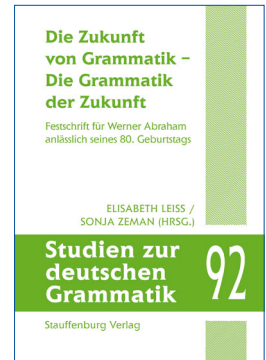 Die Zukunft
von Grammatik –
Die Grammatik
der Zukunft
Festschrift für Werner Abraham
anlässlich seines 80. Geburtstags
ELISABETH LEISS /
SONJA ZEMAN (HRSG.)
Studien zur
deutschen
Grammatik
92
Stauffenburg Verlag